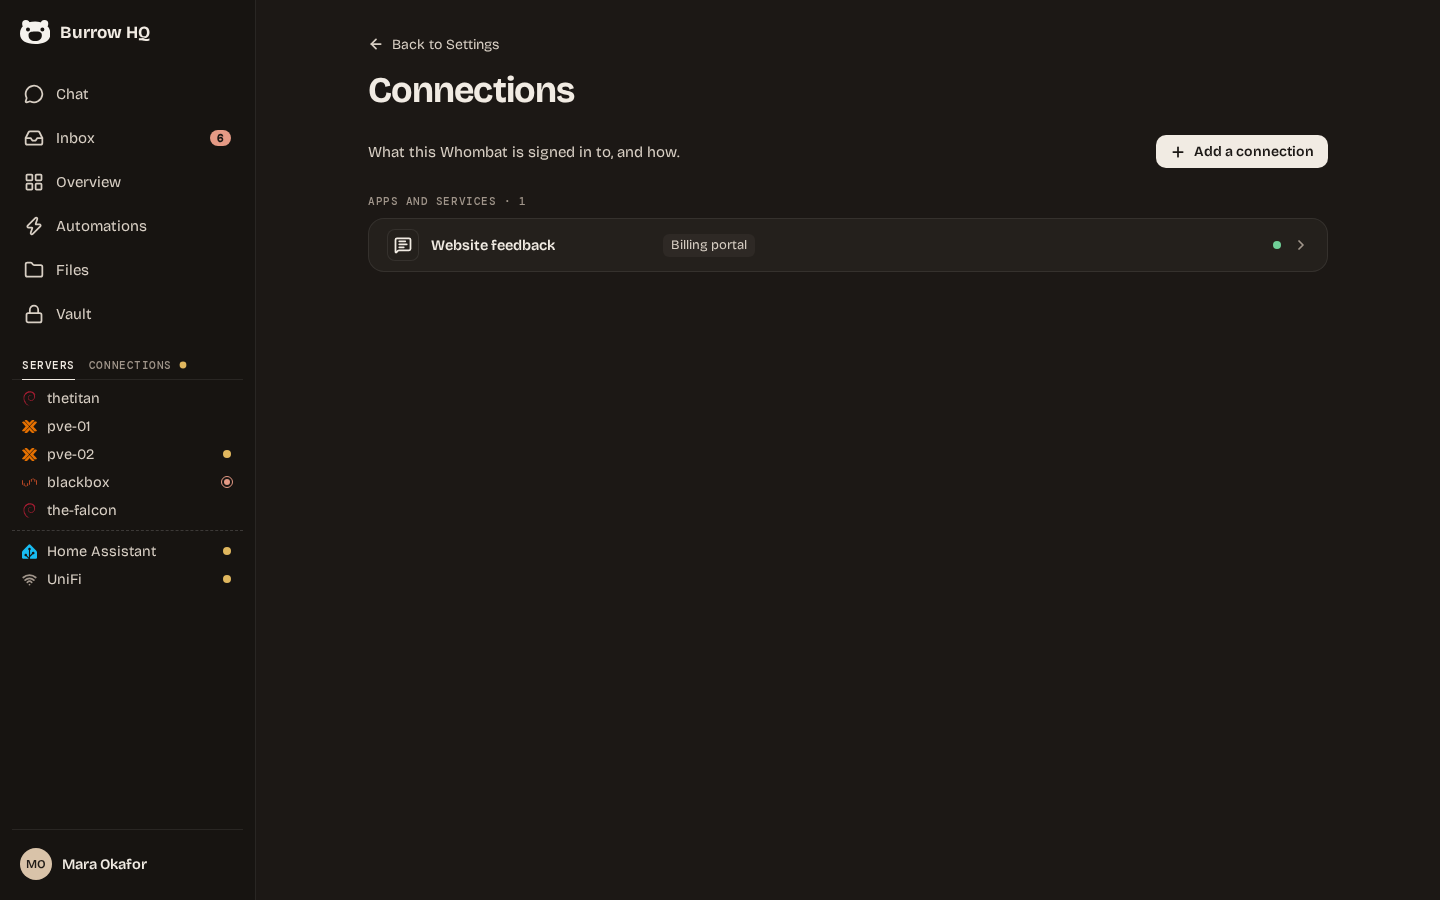 Burrow HQ
Chat
Inbox 6
Overview
Automations
Files
Vault
SERVERS CONNECTIONS
thetitan
pve-01
pve-02
blackbox
the-falcon
Home Assistant
UniFi
MO Mara Okafor
Back to Settings
Connections
What this Whombat is signed in to, and how.
Add a connection
APPS AND SERVICES · 1
Website feedback Billing portal